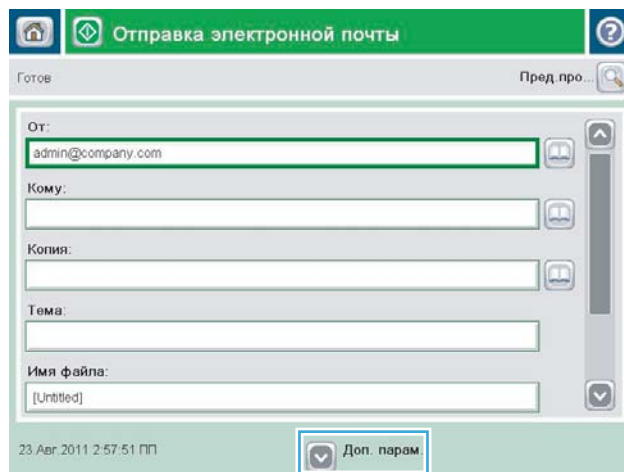 Отправка электронной почты
Готов
Пред.про...
От:
admin@company.com
Кому:
Копия:
Тема:
Имя файла:
[Untitled]
23 Авг.2011 2:57:51 ПП
Доп. парам.